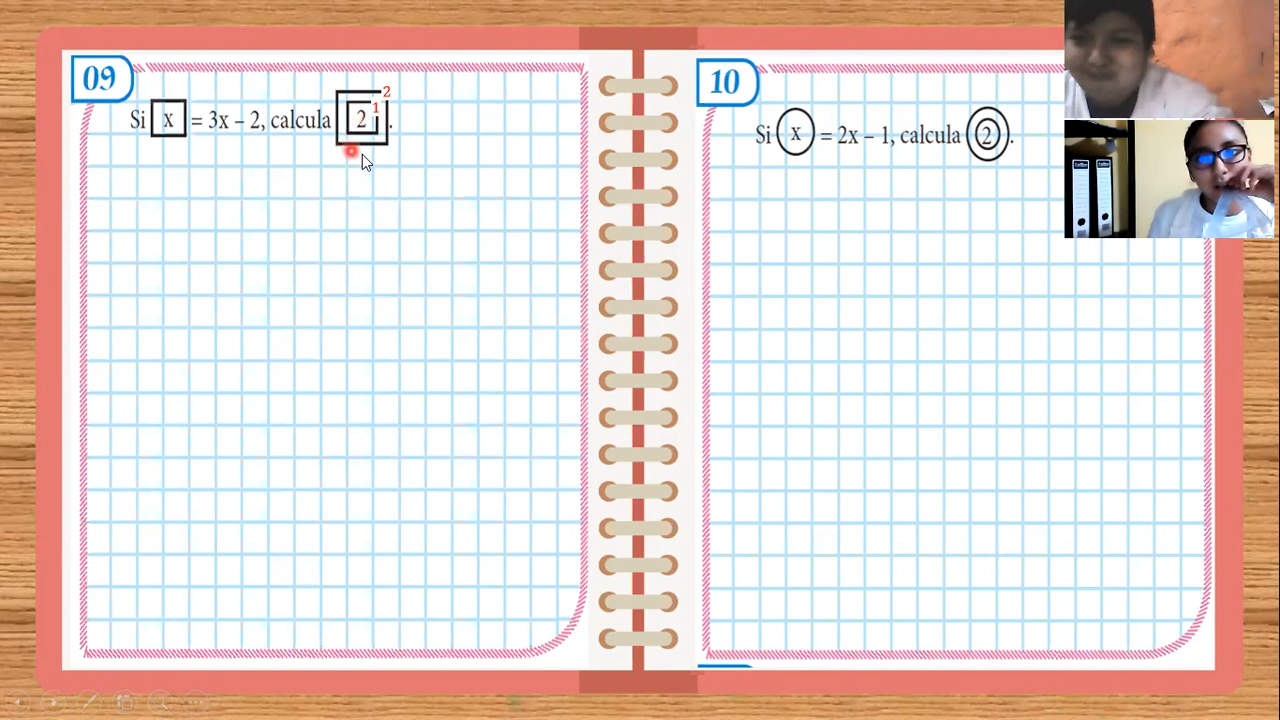 09
Si x = 3x – 2, calcula 2 1 2.
10
Si x = 2x – 1, calcula 2.